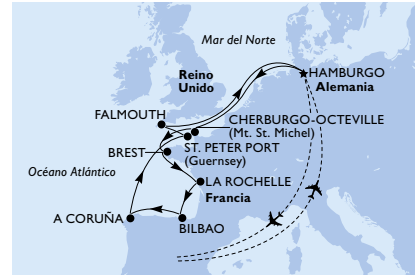 Mar del Norte
HAMBURGO
Alemania
Reino
Unido
FALMOUTH
CHERBURGO-OCTEVILLE
(Mt. St. Michel)
ST. PETER PORT
(Guernsey)
BREST
Océano Atlántico
LA ROCHELLE
Francia
A CORUÑA
BILBAO